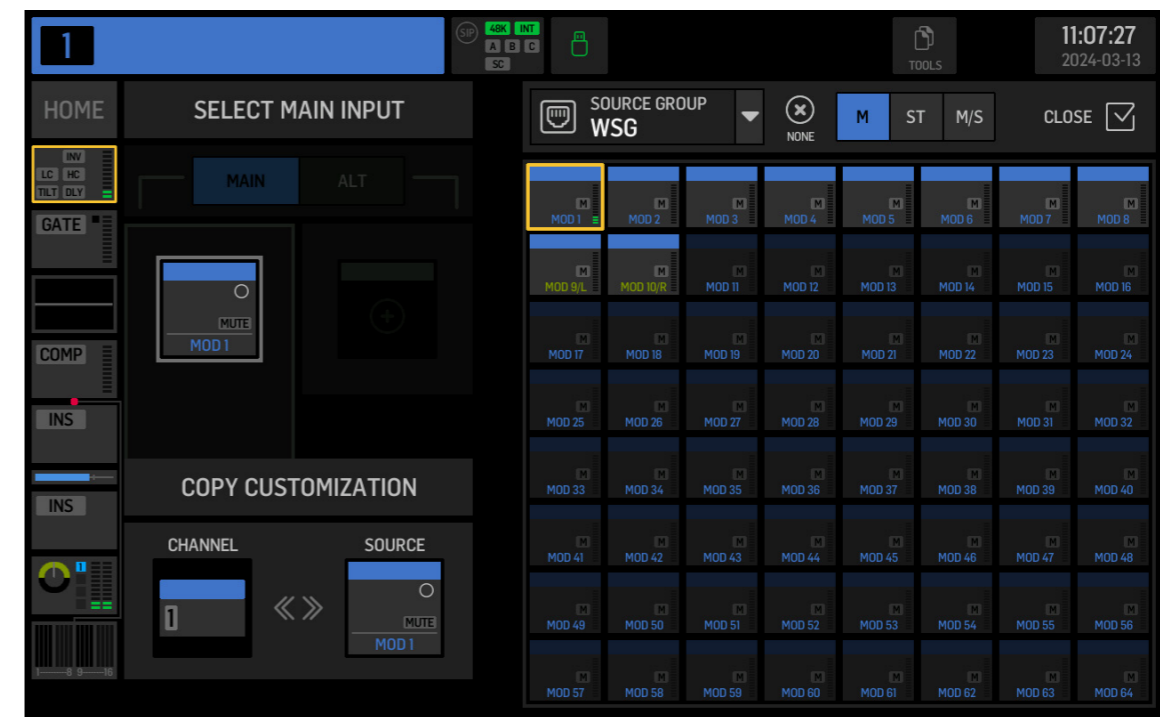 1
SIP 48K INT
A B C
SC
TOOLS
11:07:27
2024-03-13
HOME
SELECT MAIN INPUT
SOURCE GROUP
WSG
NONE
M ST M/S
CLOSE
INV
LC HC
TILT DLY
MAIN ALT
GATE
COMP
INS
INS
1 8 9 16
MUTE
MOD 1
COPY CUSTOMIZATION
CHANNEL SOURCE
1
MUTE
MOD 1
1
M M M M M M M M
MOD 1 MOD 2 MOD 3 MOD 4 MOD 5 MOD 6 MOD 7 MOD 8
M M M M M M M M
MOD 9/L MOD 10/R MOD 11 MOD 12 MOD 13 MOD 14 MOD 15 MOD 16
M M M M M M M M
MOD 17 MOD 18 MOD 19 MOD 20 MOD 21 MOD 22 MOD 23 MOD 24
M M M M M M M M
MOD 25 MOD 26 MOD 27 MOD 28 MOD 29 MOD 30 MOD 31 MOD 32
M M M M M M M M
MOD 33 MOD 34 MOD 35 MOD 36 MOD 37 MOD 38 MOD 39 MOD 40
M M M M M M M M
MOD 41 MOD 42 MOD 43 MOD 44 MOD 45 MOD 46 MOD 47 MOD 48
M M M M M M M M
MOD 49 MOD 50 MOD 51 MOD 52 MOD 53 MOD 54 MOD 55 MOD 56
M M M M M M M M
MOD 57 MOD 58 MOD 59 MOD 60 MOD 61 MOD 62 MOD 63 MOD 64